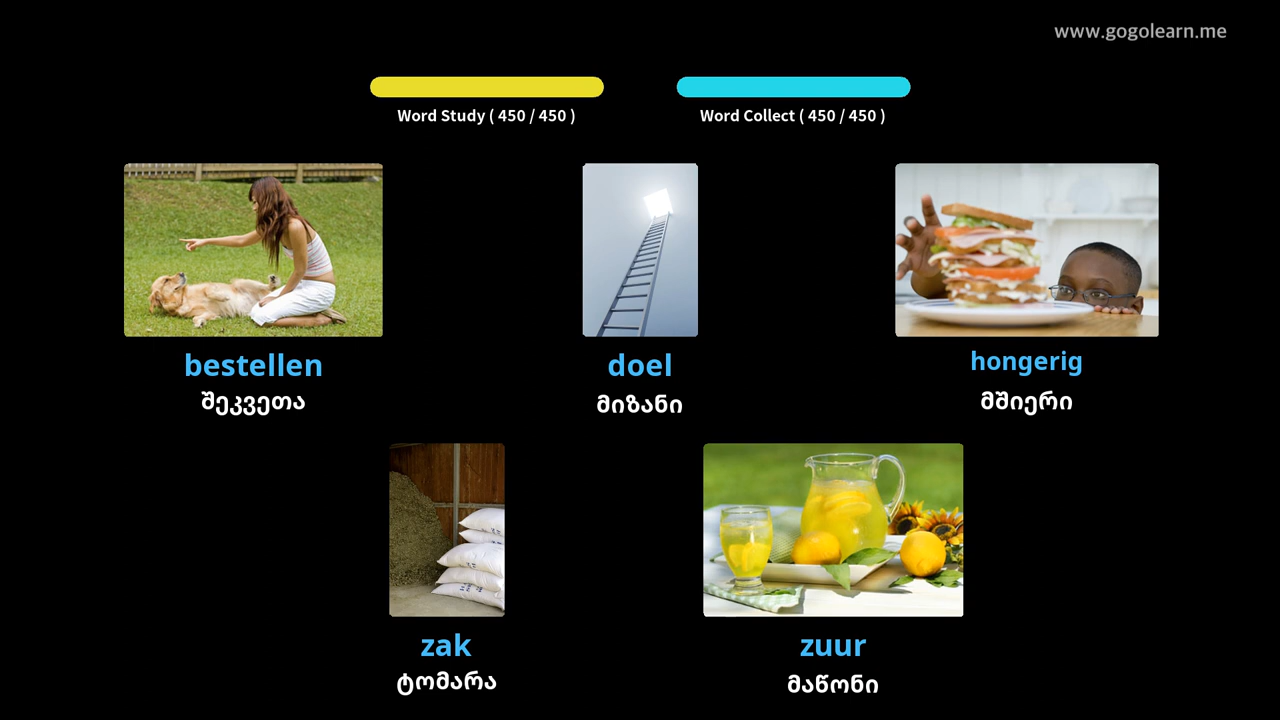 www.gogolearn.me
Word Study ( 450 / 450 )
Word Collect ( 450 / 450 )
bestellen
შეკვეთა
doel
მიზანი
hongerig
მშიერი
zak
ტომარა
zuur
მაწონი